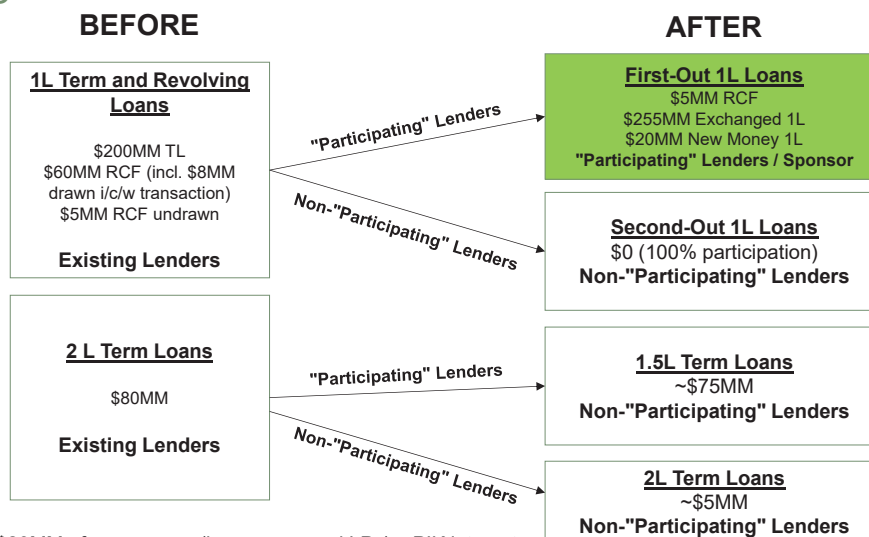 BEFORE
AFTER
1L Term and Revolving
Loans
$200MM TL
$60MM RCF (incl. $8MM
drawn i/c/w transaction)
$5MM RCF undrawn
Existing Lenders
"Participating" Lenders
Non-"Participating" Lenders
First-Out 1L Loans
$5MM RCF
$255MM Exchanged 1L
$20MM New Money 1L
"Participating" Lenders / Sponsor
Second-Out 1L Loans
$0 (100% participation)
Non-"Participating" Lenders
2 L Term Loans
$80MM
Existing Lenders
"Participating" Lenders
Non-"Participating" Lenders
1.5L Term Loans
~$75MM
Non-"Participating" Lenders
2L Term Loans
~$5MM
Non-"Participating" Lenders